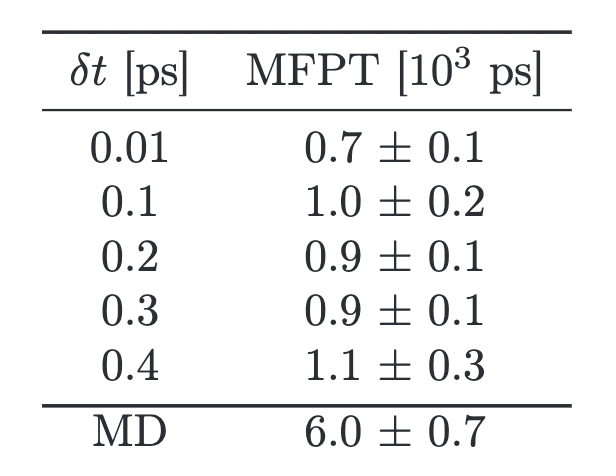 δt [ps] MFPT [10³ ps]
0.01 0.7 ± 0.1
0.1 1.0 ± 0.2
0.2 0.9 ± 0.1
0.3 0.9 ± 0.1
0.4 1.1 ± 0.3
MD 6.0 ± 0.7